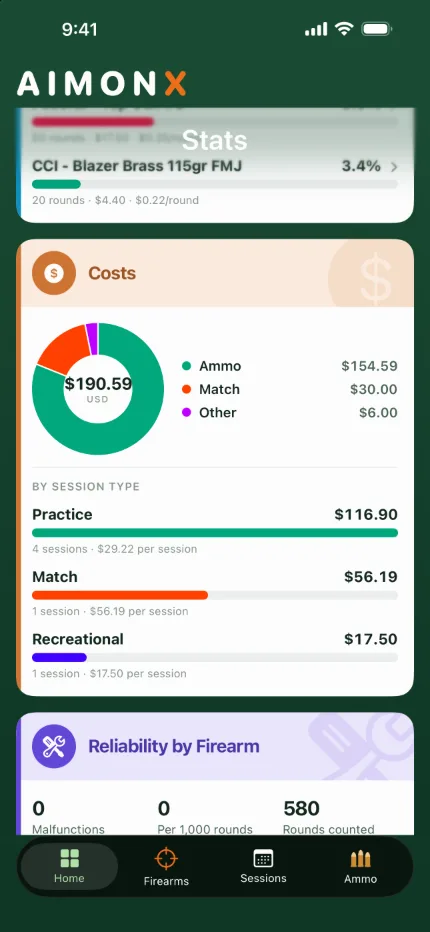 9:41
AIMONX
Stats
CCI - Blazer Brass 115gr FMJ 3.4%
20 rounds · $4.40 · $0.22/round
$ Costs
$
$190.59
USD
Ammo $154.59
Match $30.00
Other $6.00
BY SESSION TYPE
Practice $116.90
4 sessions · $29.22 per session
Match $56.19
1 session · $56.19 per session
Recreational $17.50
1 session · $17.50 per session
Reliability by Firearm
0 0 580
Malfunctions Per 1,000 rounds Rounds counted
Home Firearms Sessions Ammo